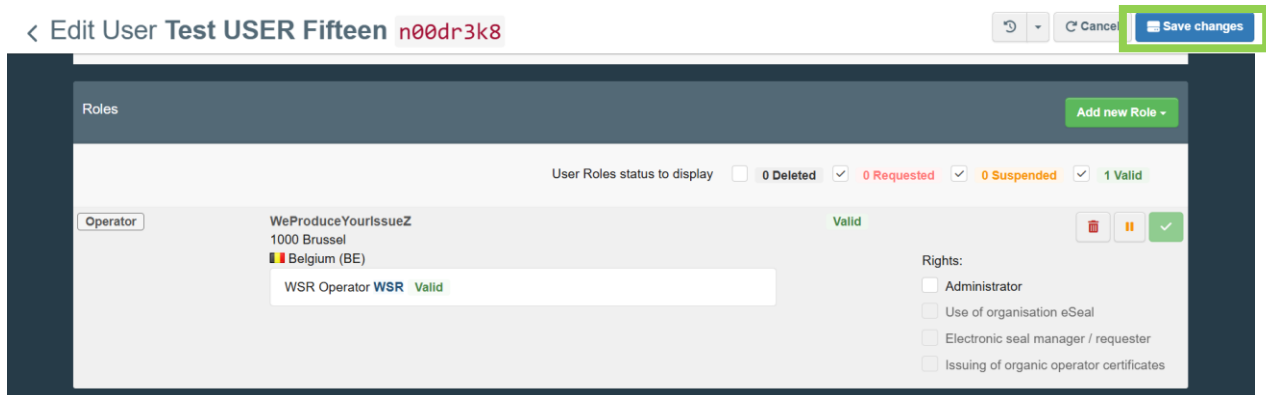 Edit User Test USER Fifteen n00dr3k8
Cancel
Save changes
Roles
Add new Role
User Roles status to display 0 Deleted 0 Requested 0 Suspended 1 Valid
Operator
WeProduceYourIssueZ
1000 Brussel
Belgium (BE)
WSR Operator WSR Valid
Valid
Rights:
Administrator
Use of organisation eSeal
Electronic seal manager / requester
Issuing of organic operator certificates